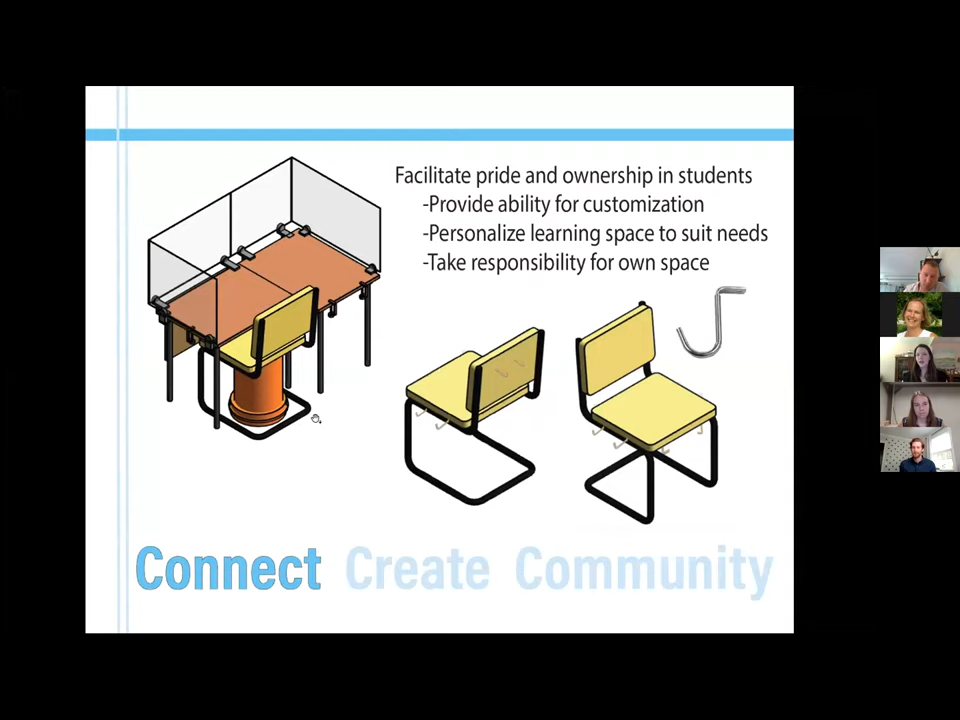 Facilitate pride and ownership in students
-Provide ability for customization
-Personalize learning space to suit needs
-Take responsibility for own space
Connect Create Community